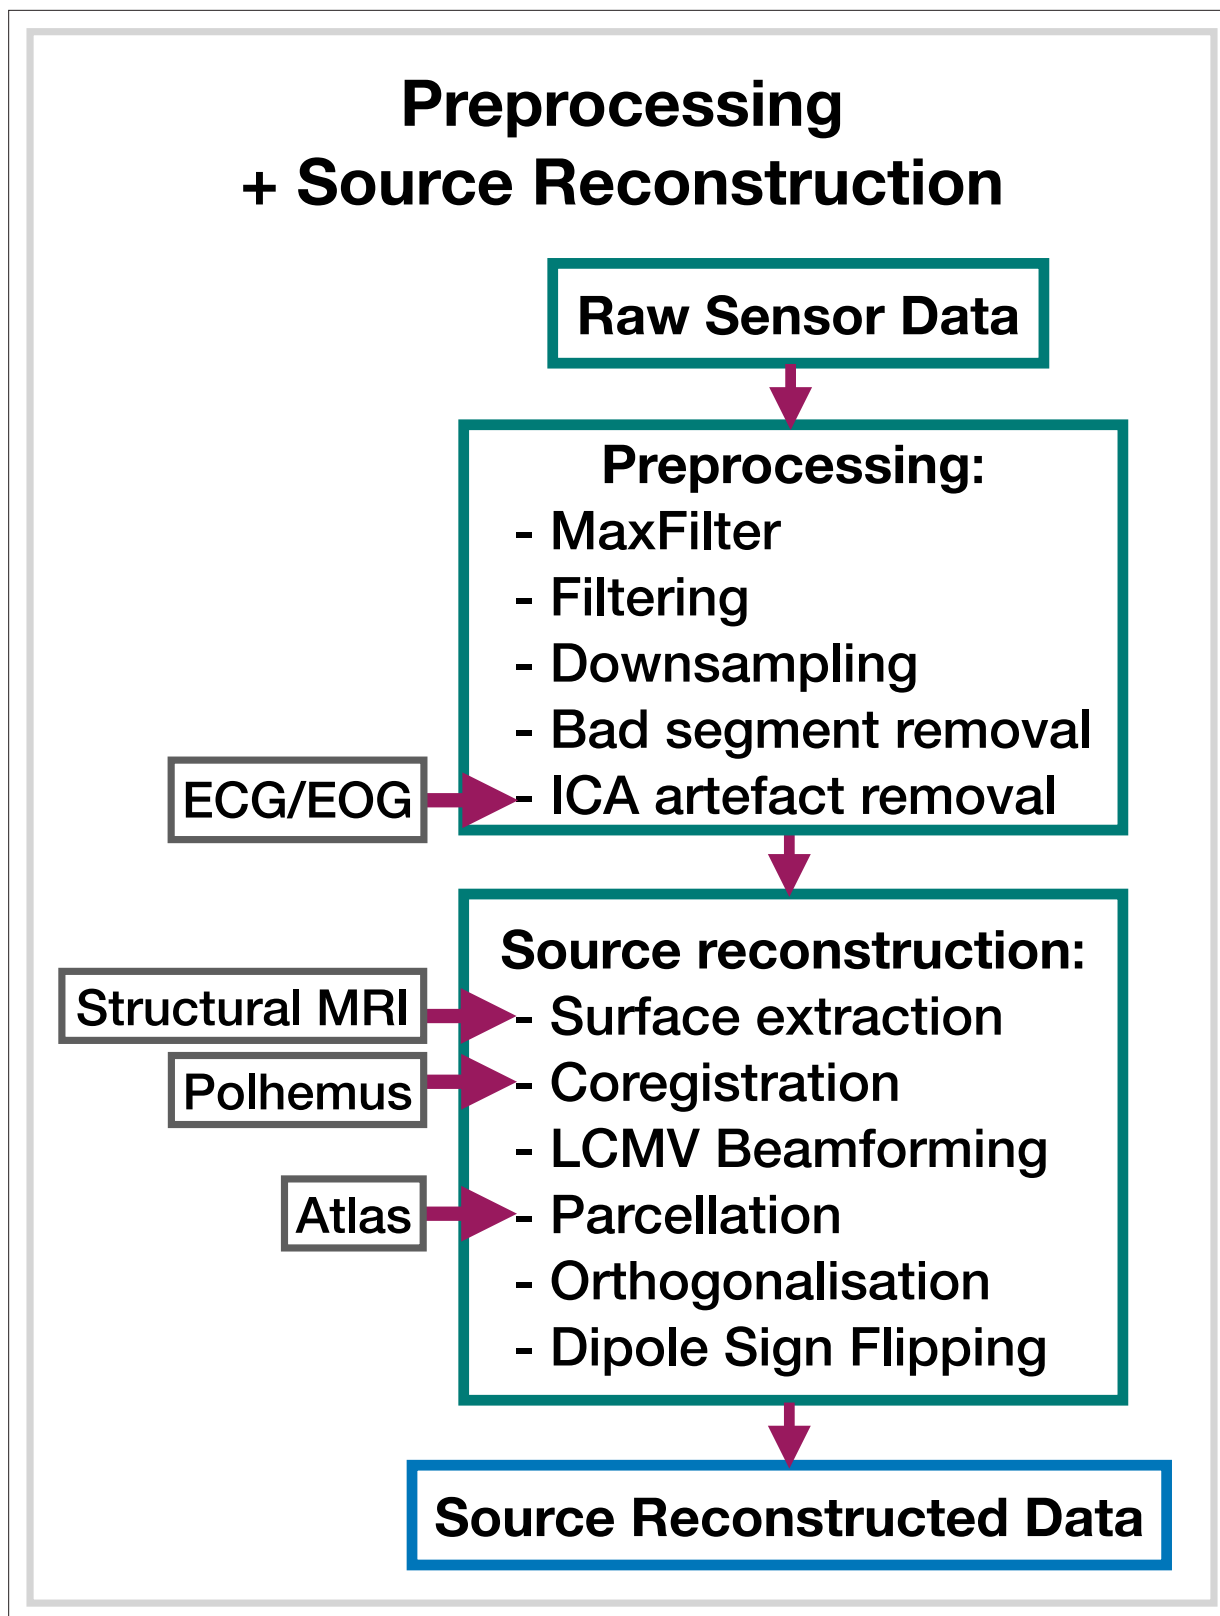 Preprocessing
+ Source Reconstruction
Raw Sensor Data
Preprocessing:
- MaxFilter
- Filtering
- Downsampling
- Bad segment removal
ECG/EOG
- ICA artefact removal
Source reconstruction:
Structural MRI
- Surface extraction
Polhemus
- Coregistration
- LCMV Beamforming
Atlas
- Parcellation
- Orthogonalisation
- Dipole Sign Flipping
Source Reconstructed Data